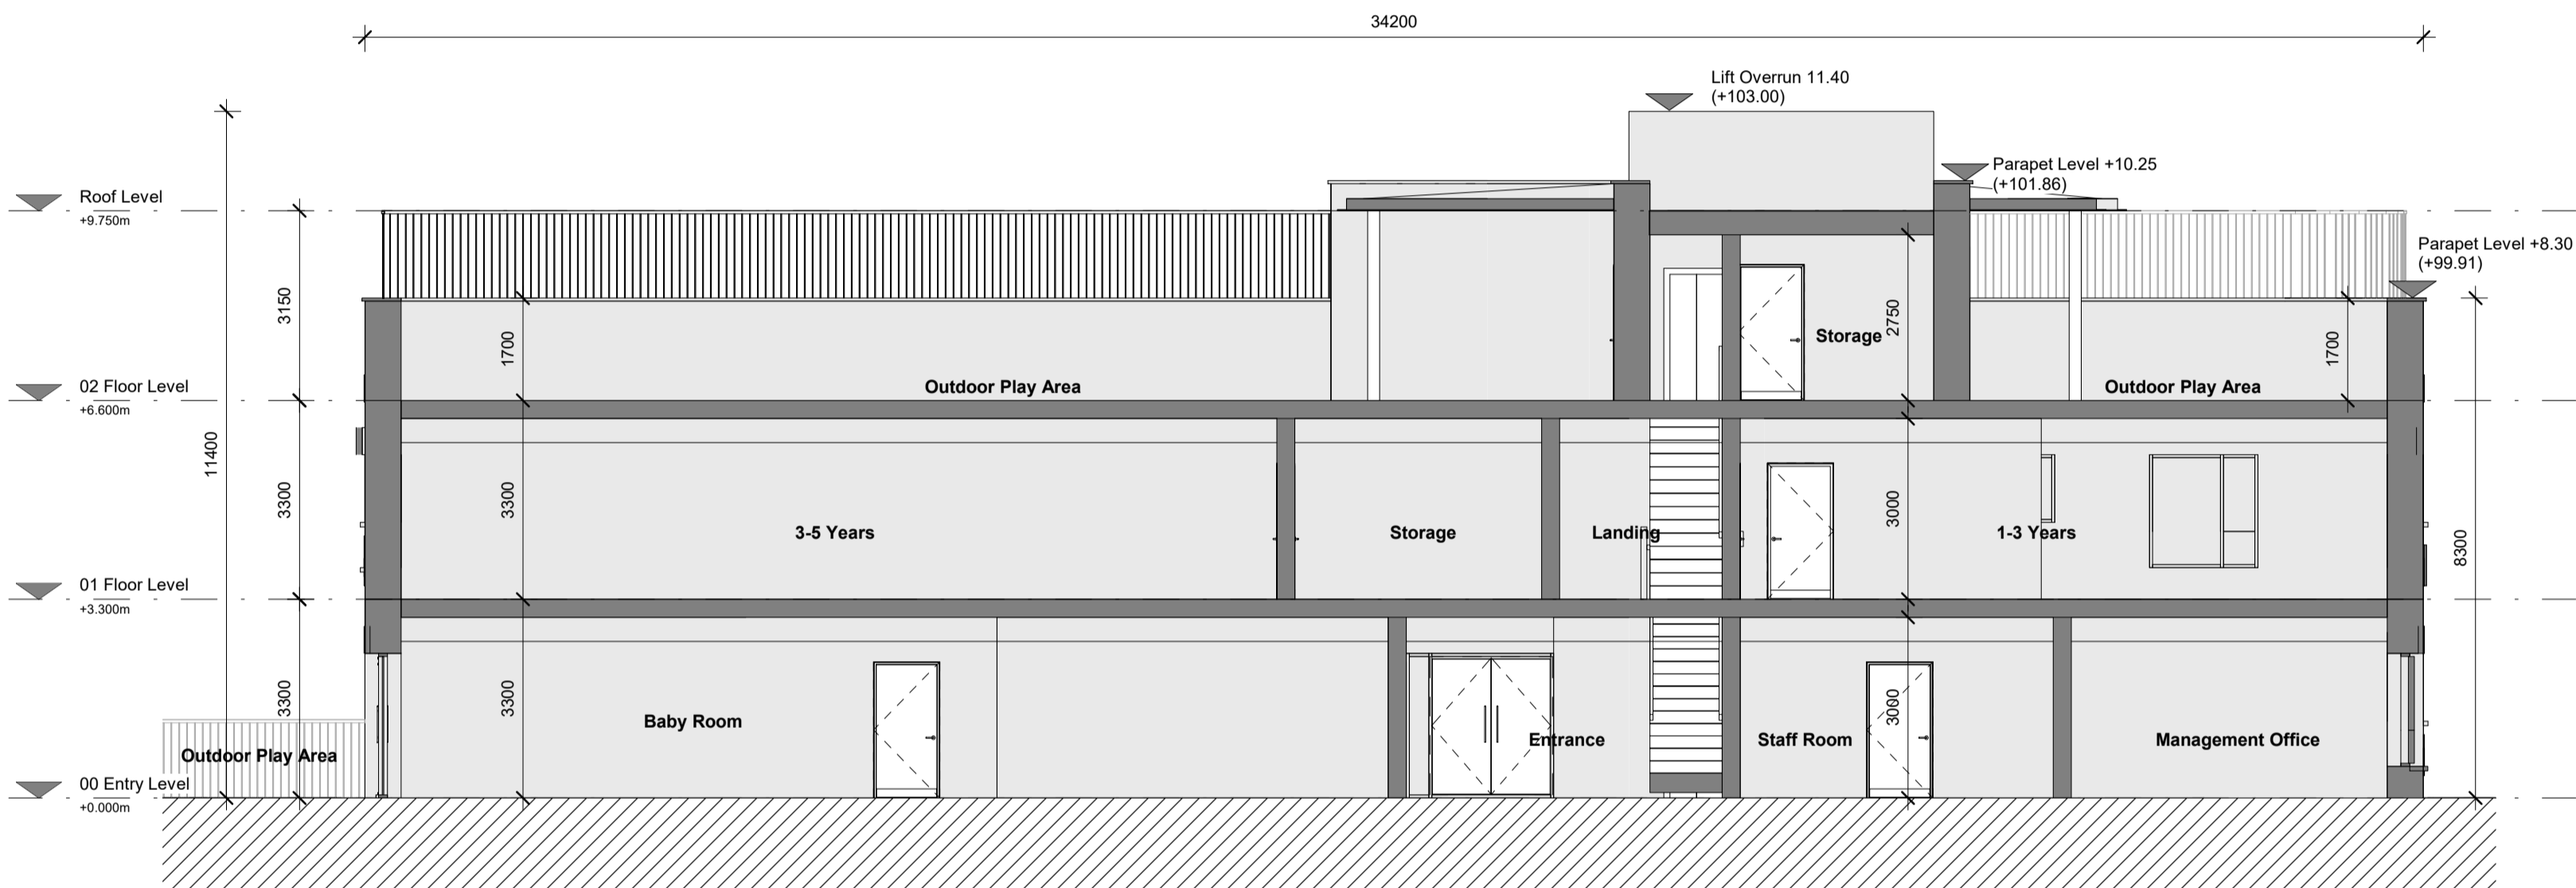 34200
Lift Overrun 11.40
(+103.00)
Parapet Level +10.25
(+101.86)
Roof Level
+9.750m
Parapet Level +8.30
(+99.91)
3150
1700
2750
Storage
1700
02 Floor Level
+6.600m
Outdoor Play Area
Outdoor Play Area
11400
3300
3300
3000
8300
3-5 Years
Storage
Landing
1-3 Years
01 Floor Level
+3.300m
3300
3300
3000
Baby Room
Entrance
Staff Room
Management Office
Outdoor Play Area
00 Entry Level
+0.000m